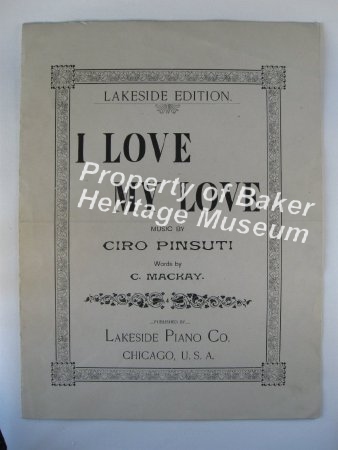 LAKESIDE EDITION.
I LOVE
MY LOVE
Property of Baker
Heritage Museum
MUSIC BY
CIRO PINSUTI
Words by
C. MACKAY.
...PUBLISHED BY...
LAKESIDE PIANO CO.
CHICAGO, U. S. A.